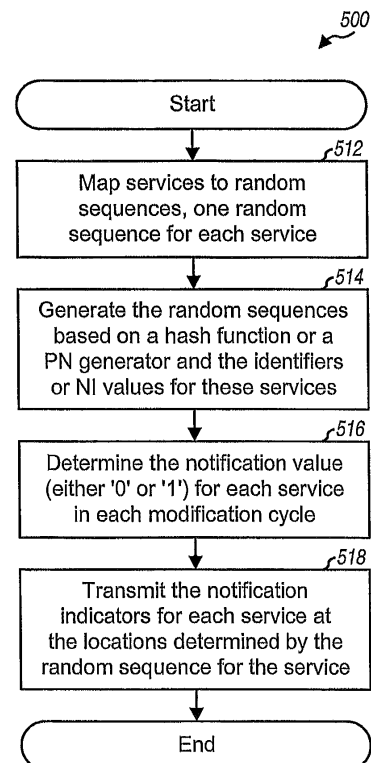 500
Start
512
Map services to random
sequences, one random
sequence for each service
514
Generate the random sequences
based on a hash function or a
PN generator and the identifiers
or NI values for these services
516
Determine the notification value
(either '0' or '1') for each service
in each modification cycle
518
Transmit the notification
indicators for each service at
the locations determined by the
random sequence for the service
End